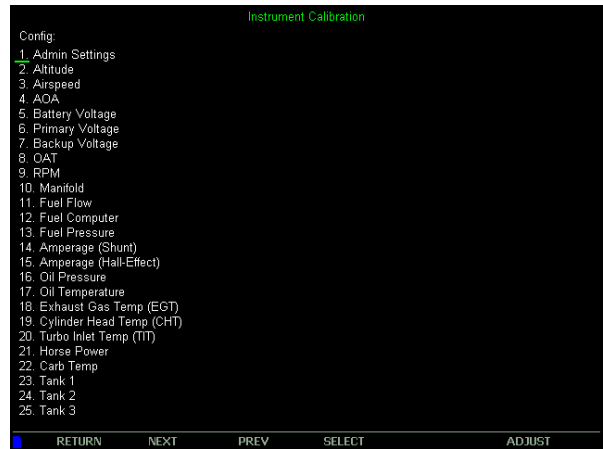 Instrument Calibration
Config:
1. Admin Settings
2. Altitude
3. Airspeed
4. AOA
5. Battery Voltage
6. Primary Voltage
7. Backup Voltage
8. OAT
9. RPM
10. Manifold
11. Fuel Flow
12. Fuel Computer
13. Fuel Pressure
14. Amperage (Shunt)
15. Amperage (Hall-Effect)
16. Oil Pressure
17. Oil Temperature
18. Exhaust Gas Temp (EGT)
19. Cylinder Head Temp (CHT)
20. Turbo Inlet Temp (TIT)
21. Horse Power
22. Carb Temp
23. Tank 1
24. Tank 2
25. Tank 3
RETURN NEXT PREV SELECT ADJUST